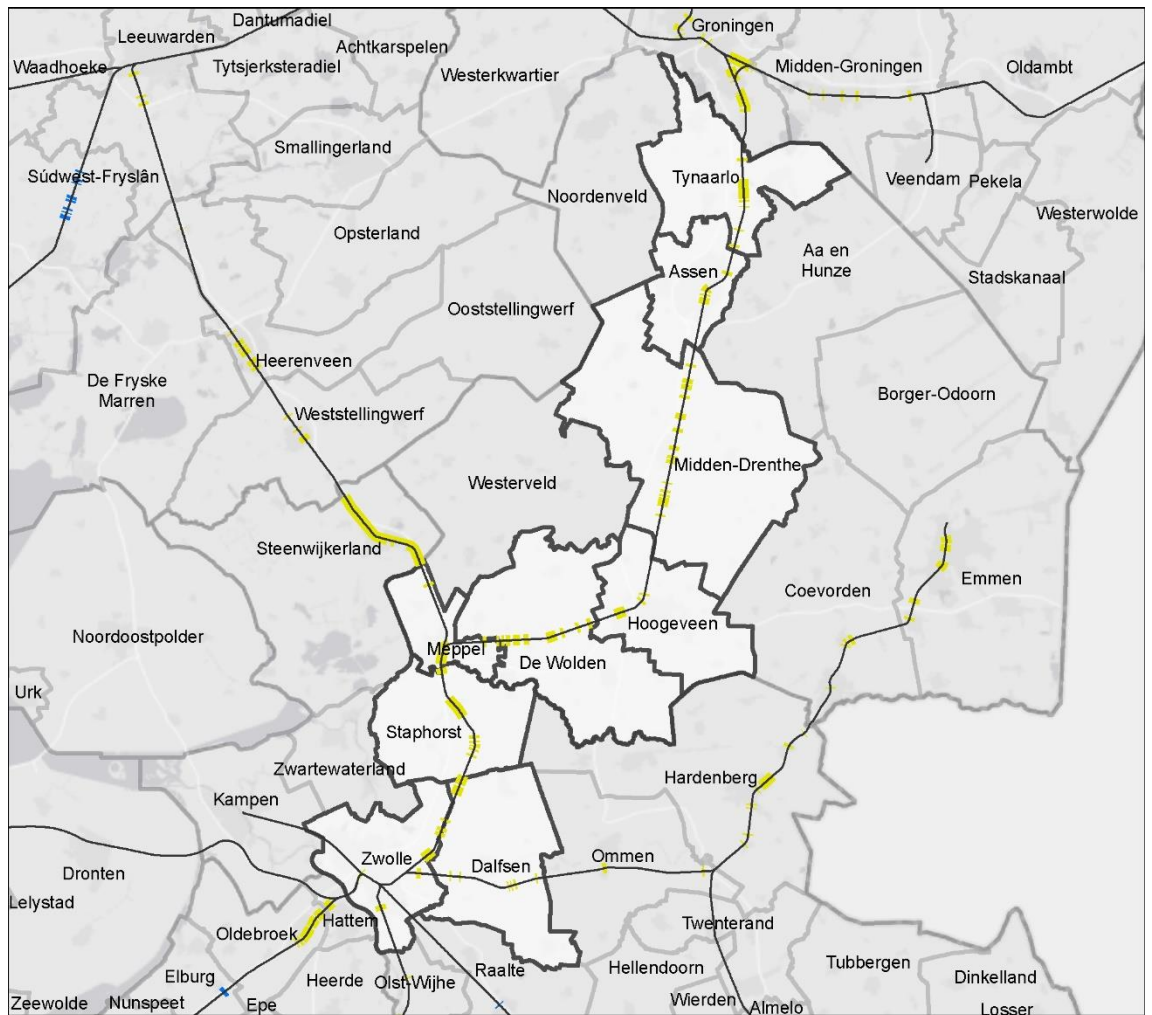 Dantumadiel
Leeuwarden
Groningen
Achtkarspelen
Waadhoeke
Tytsjerksteradiel
Westerkwartier
Midden-Groningen
Oldambt
Smallingerland
Súdwest-Fryslân
Tynaarlo
Veendam
Pekela
Noordenveld
Westerwolde
Opsterland
Aa en
Hunze
Assen
Stadskanaal
Ooststellingwerf
Heerenveen
De Fryske
Marren
Borger-Odoorn
Weststellingwerf
Midden-Drenthe
Westerveld
Steenwijkerland
Emmen
Coevorden
Noordoostpolder
Hoogeveen
Meppel
De Wolden
Urk
Staphorst
Zwartewaterland
Hardenberg
Kampen
Zwolle
Ommen
Dalfsen
Dronten
Lelystad
Hattem
Twenterand
Oldebroek
Tubbergen
Hellendoorn
Raalte
Elburg
Heerde
Olst-Wijhe
Dinkelland
Zeewolde
Nunspeet
Epe
Wierden
Almelo
Losser